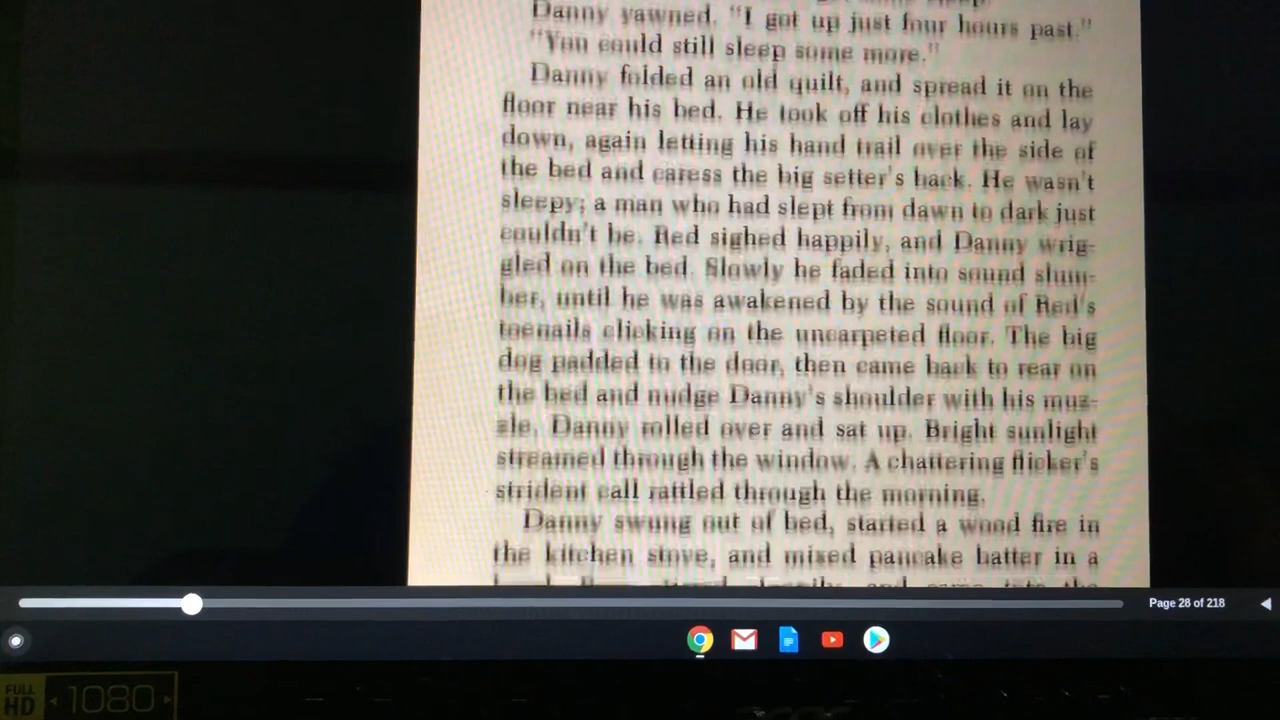 Danny yawned. "I got up just four hours past."
"You could still sleep some more."
Danny folded an old quilt, and spread it on the
floor near his bed. He took off his clothes and lay
down, again letting his hand trail over the side of
the bed and caress the big setter's back. He wasn't
sleepy; a man who had slept from dawn to dark just
couldn't be. Red sighed happily, and Danny wrig-
gled on the bed. Slowly he faded into sound slum-
ber, until he was awakened by the sound of Red's
toenails clicking on the uncarpeted floor. The big
dog padded to the door, then came back to rear on
the bed and nudge Danny's shoulder with his muz-
zle. Danny rolled over and sat up. Bright sunlight
streamed through the window. A chattering flicker's
strident call rattled through the morning.
Danny swung out of bed, started a wood fire in
the kitchen stove, and mixed pancake batter in a
Page 28 of 218
FULL HD 1080